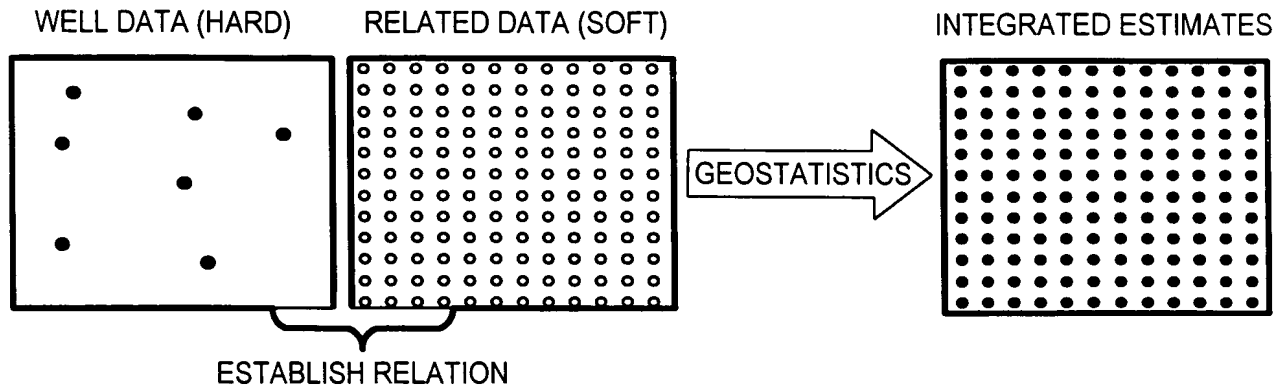 WELL DATA (HARD)
RELATED DATA (SOFT)
INTEGRATED ESTIMATES
GEOSTATISTICS
ESTABLISH RELATION